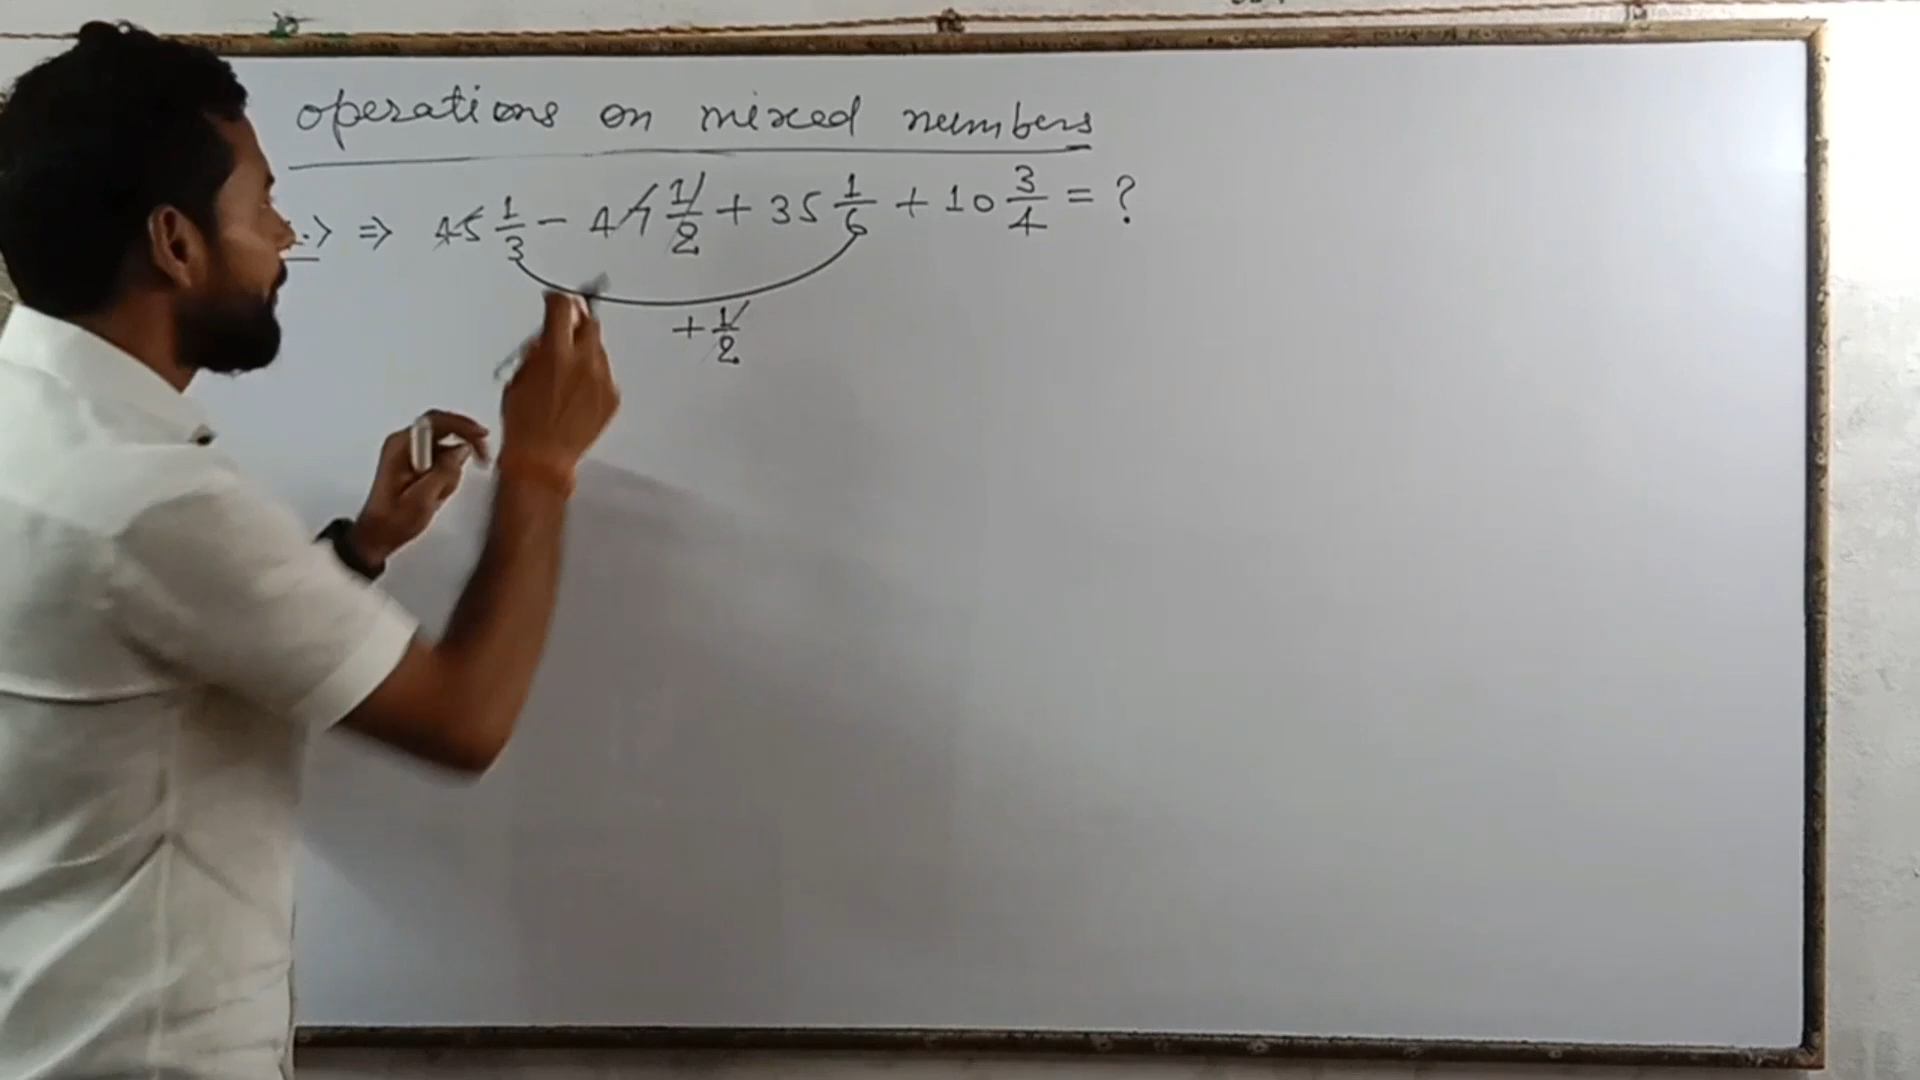 operations on mixed numbers
.) ⇒ 45 1/3 - 47 1/2 + 35 1/6 + 10 3/4 = ?
+ 1/2